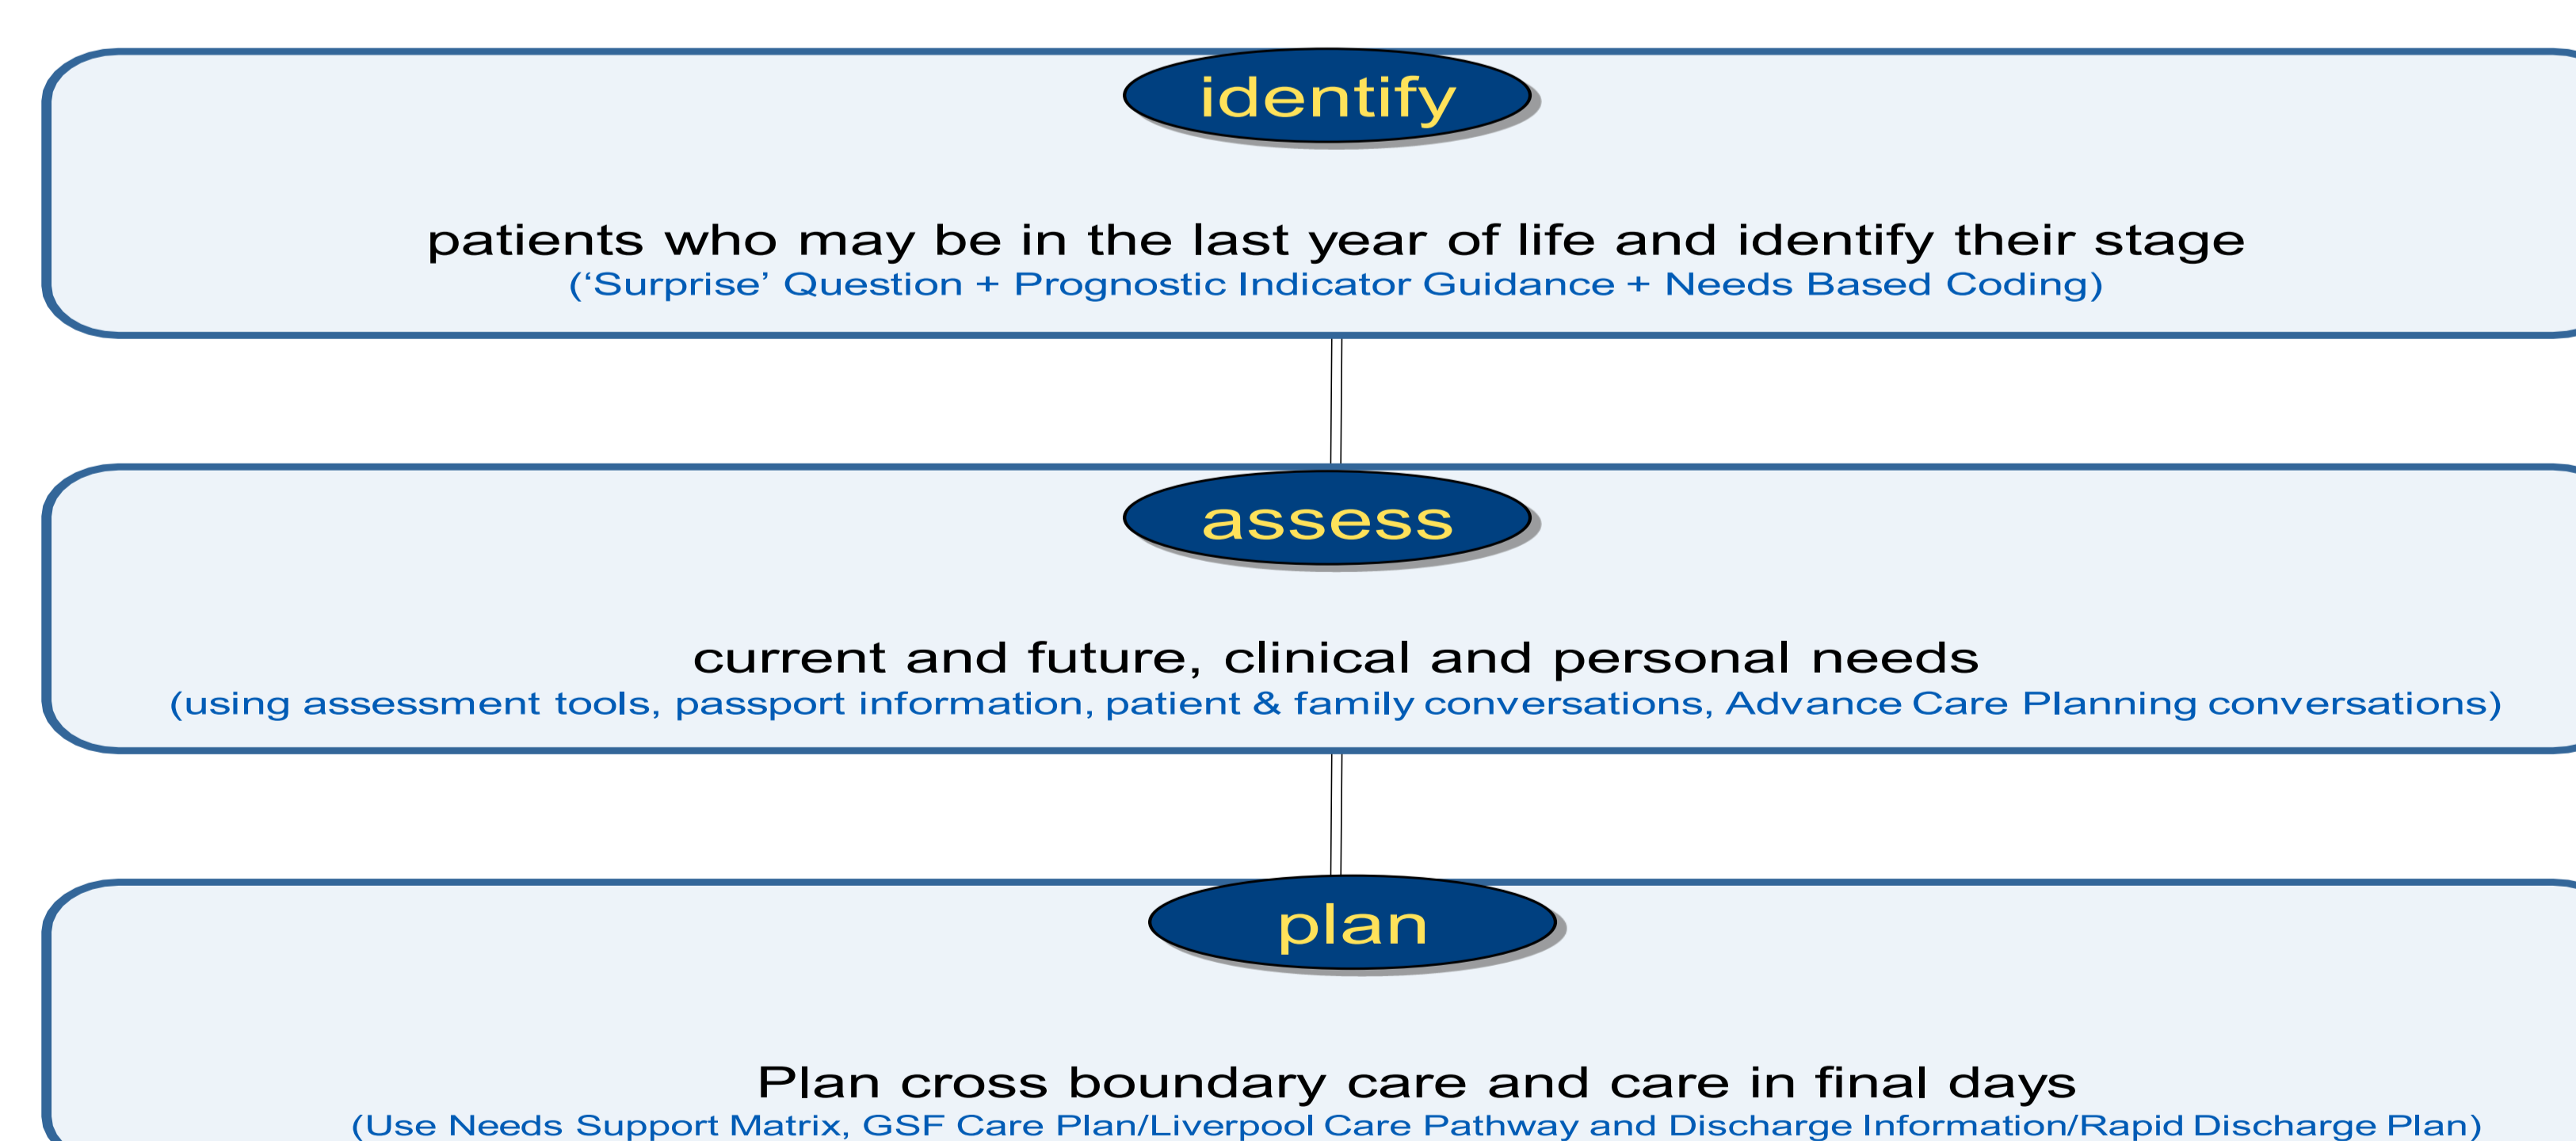 identify
patients who may be in the last year of life and identify their stage
(‘Surprise’ Question + Prognostic Indicator Guidance + Needs Based Coding)
assess
current and future, clinical and personal needs
(using assessment tools, passport information, patient & family conversations, Advance Care Planning conversations)
plan
Plan cross boundary care and care in final days
(Use Needs Support Matrix, GSF Care Plan/Liverpool Care Pathway and Discharge Information/Rapid Discharge Plan)